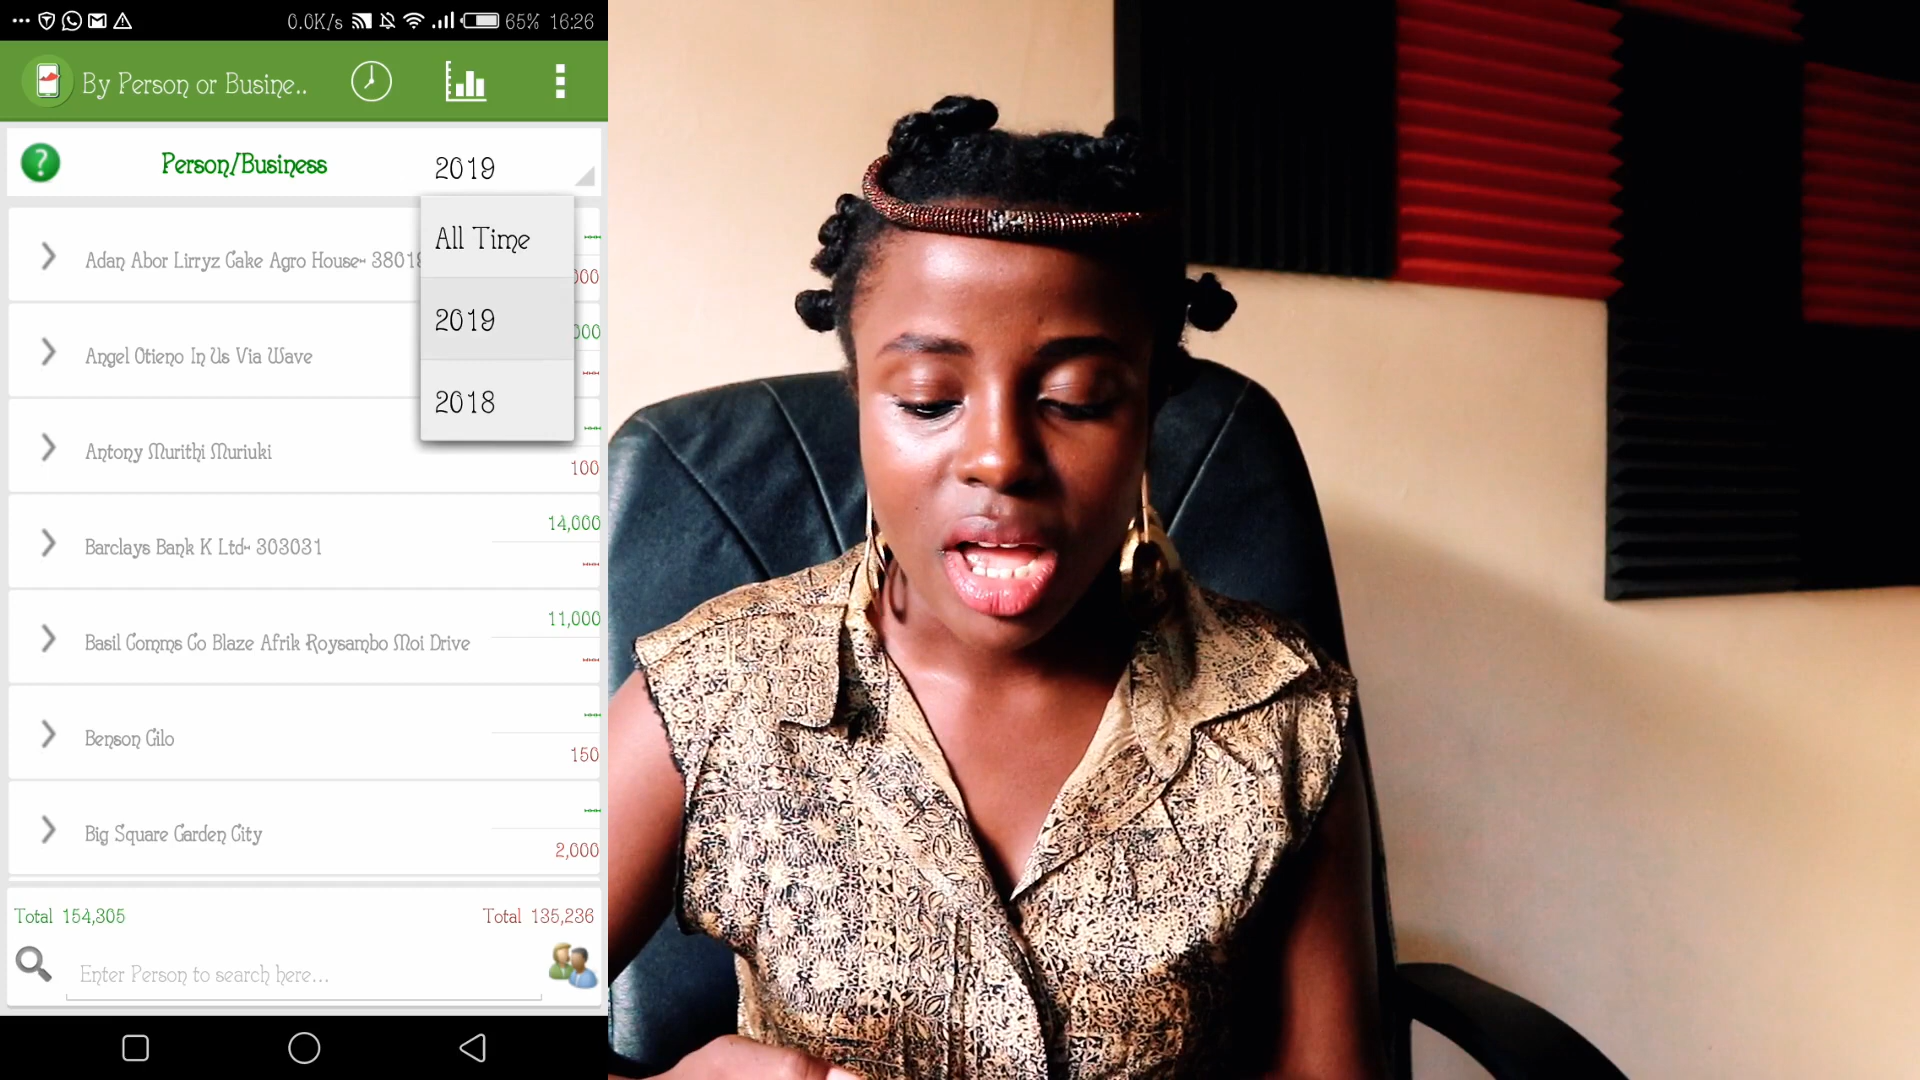 0.0K/s 65% 16:26
By Person or Busine..
Person/Business 2019
All Time
2019
2018
Adan Abor Lirryz Cake Agro House- 38019
000
Angel Otieno In Us Via Wave
000
Antony Murithi Muriuki
100
Barclays Bank K Ltd- 303031
14,000
---
Basil Comms Co Blaze Afrik Roysambo Moi Drive
11,000
---
Benson Gilo
---
150
Big Square Garden City
---
2,000
Total 154,305 Total 135,236
Enter Person to search here...